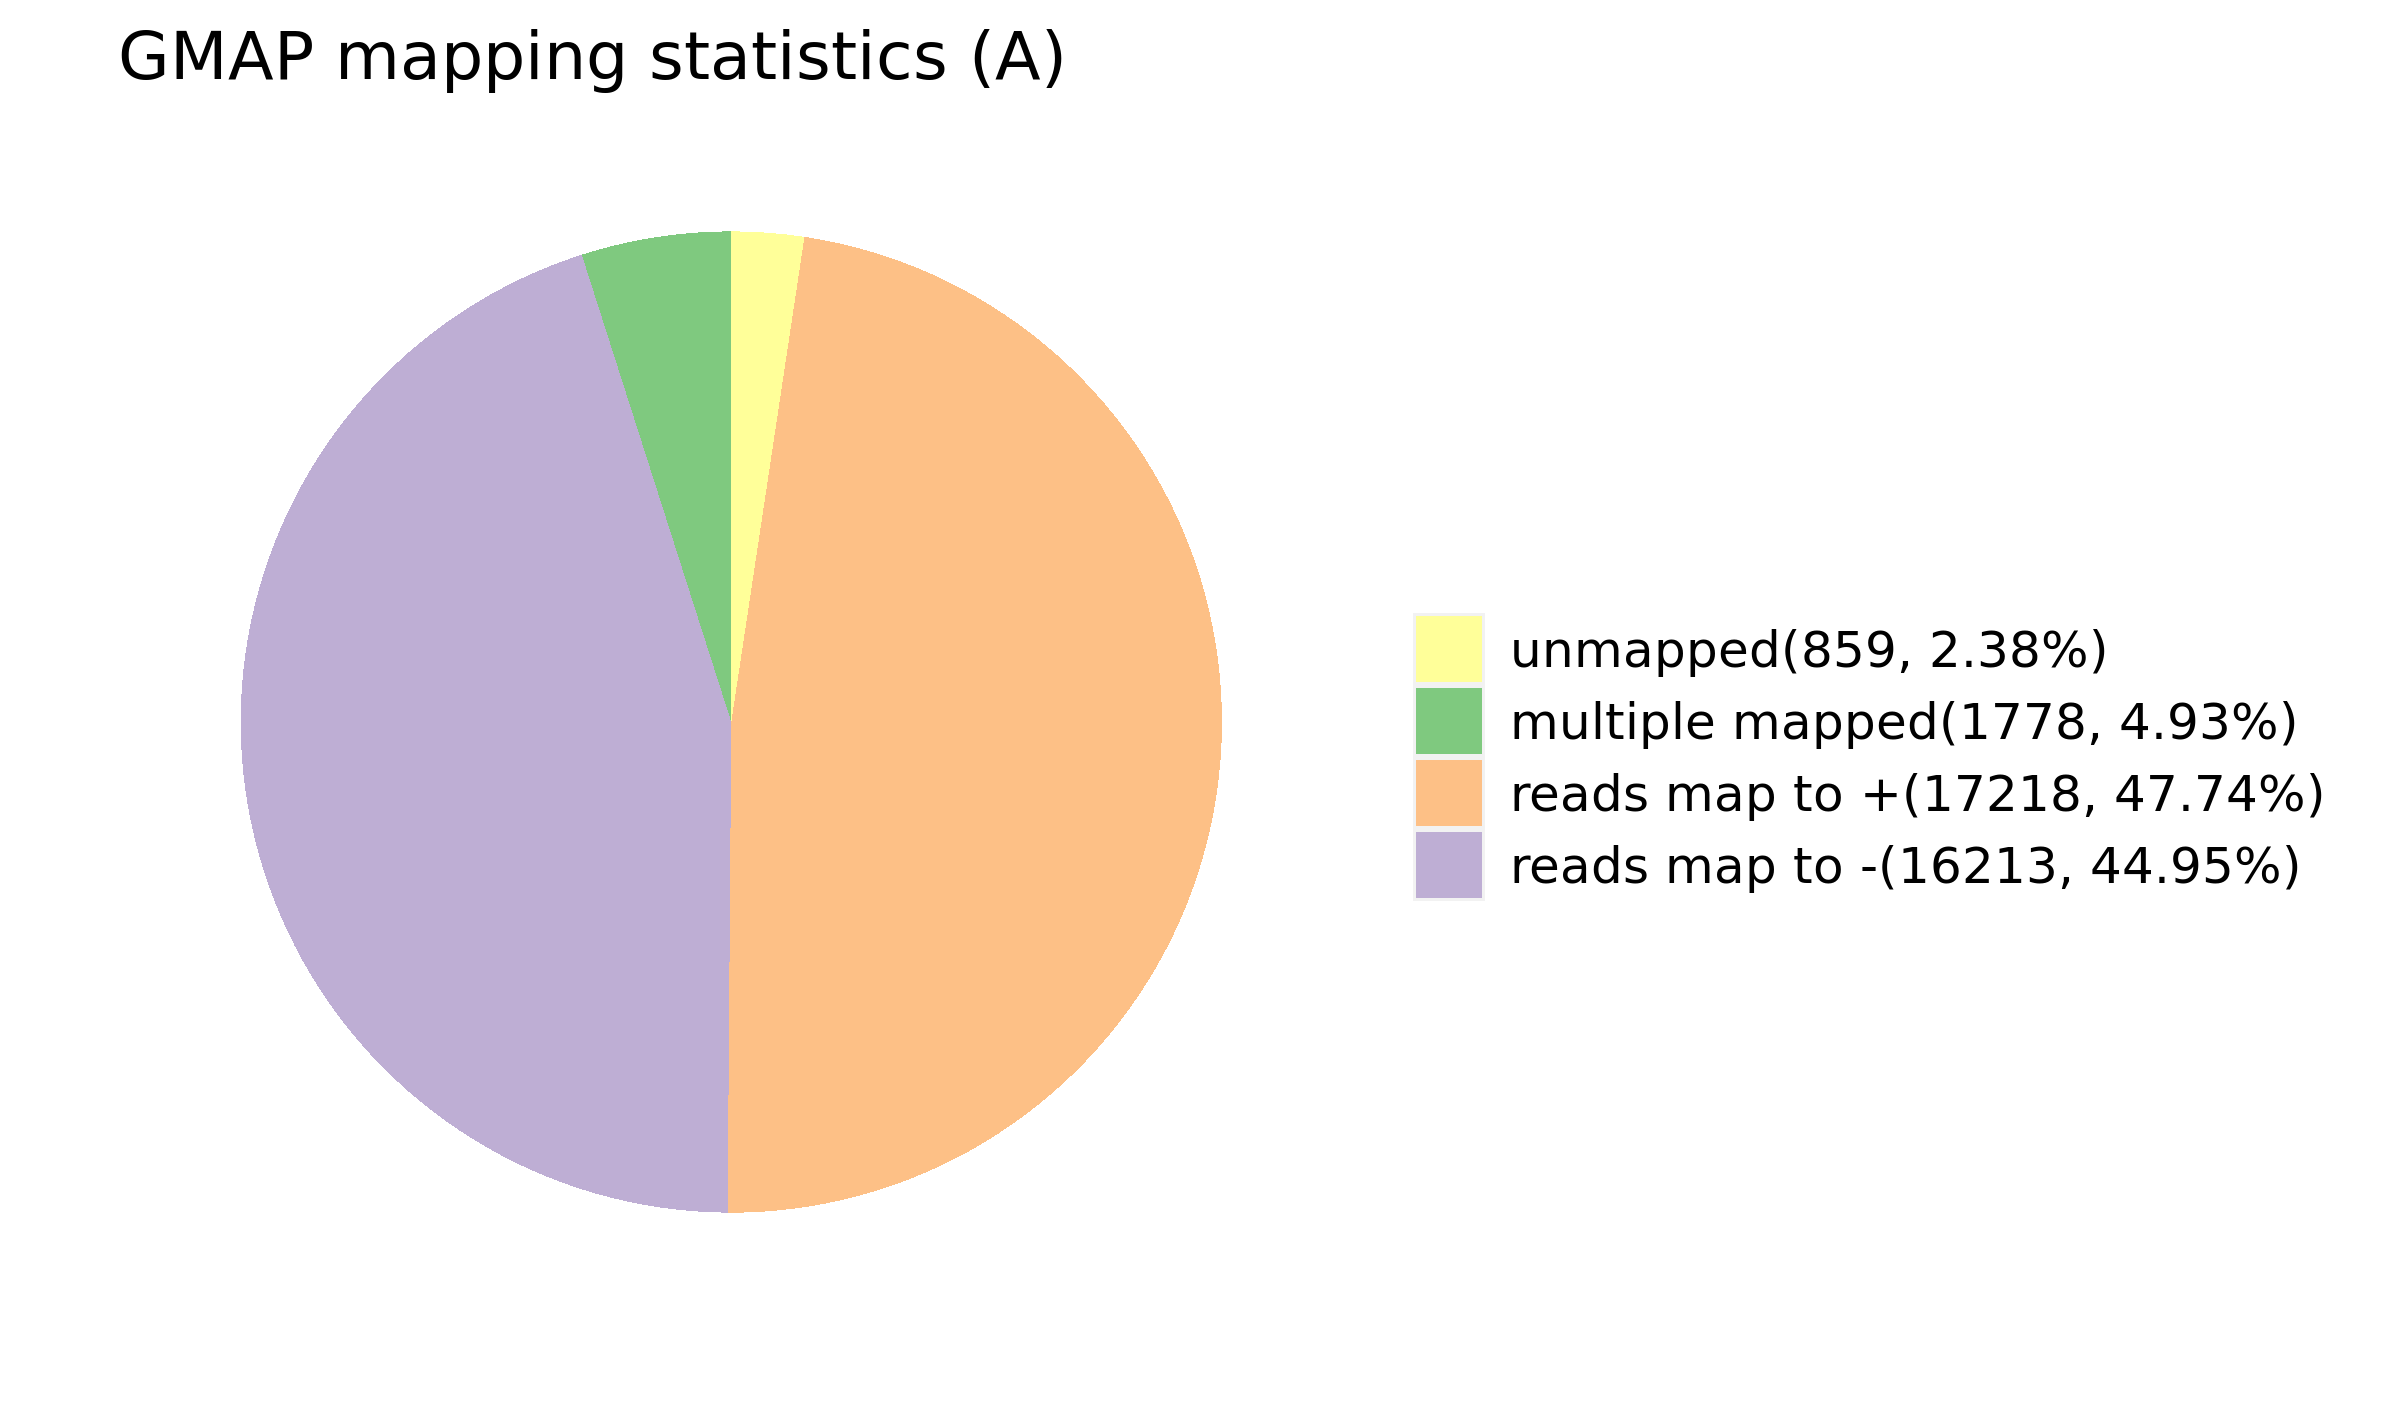 GMAP mapping statistics (A)
unmapped(859, 2.38%)
multiple mapped(1778, 4.93%)
reads map to +(17218, 47.74%)
reads map to -(16213, 44.95%)